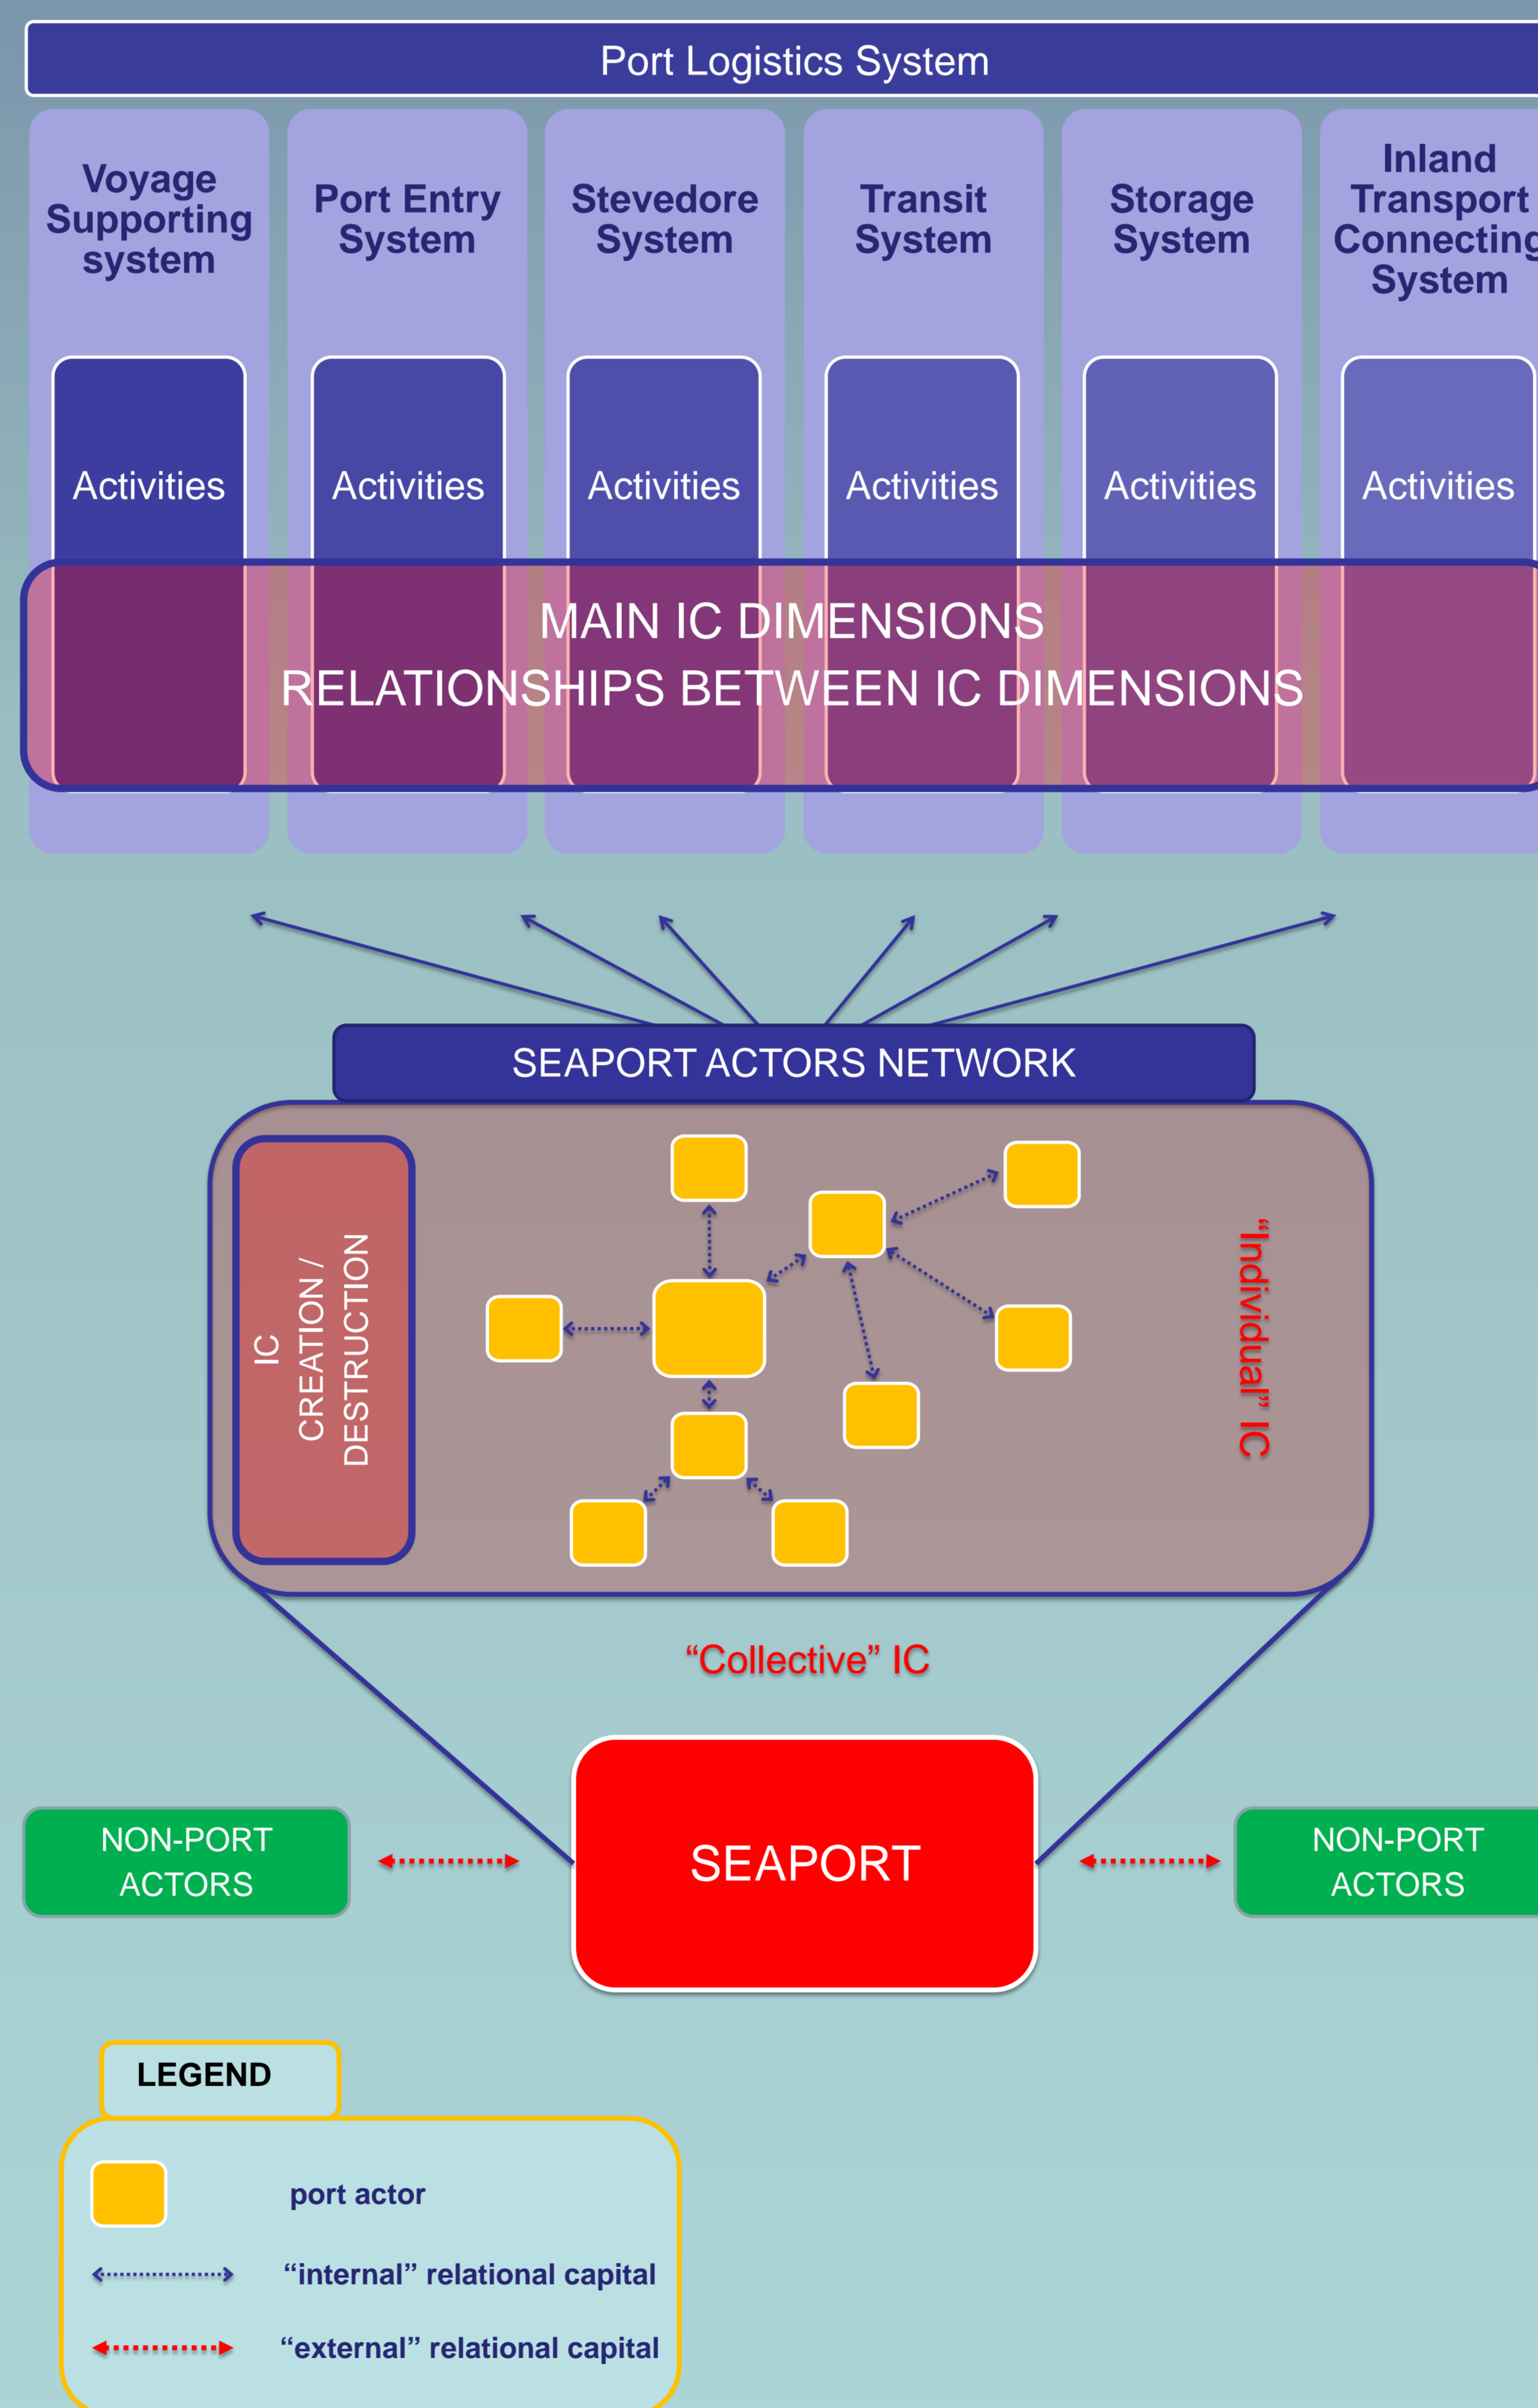 Port Logistics System
Voyage
Supporting
system
Port Entry
System
Stevedore
System
Transit
System
Storage
System
Inland
Transport
Connecting
System
Activities
Activities
Activities
Activities
Activities
Activities
MAIN IC DIMENSIONS
RELATIONSHIPS BETWEEN IC DIMENSIONS
SEAPORT ACTORS NETWORK
IC
CREATION /
DESTRUCTION
“Individual” IC
“Collective” IC
NON-PORT
ACTORS
SEAPORT
NON-PORT
ACTORS
LEGEND
port actor
“internal” relational capital
“external” relational capital